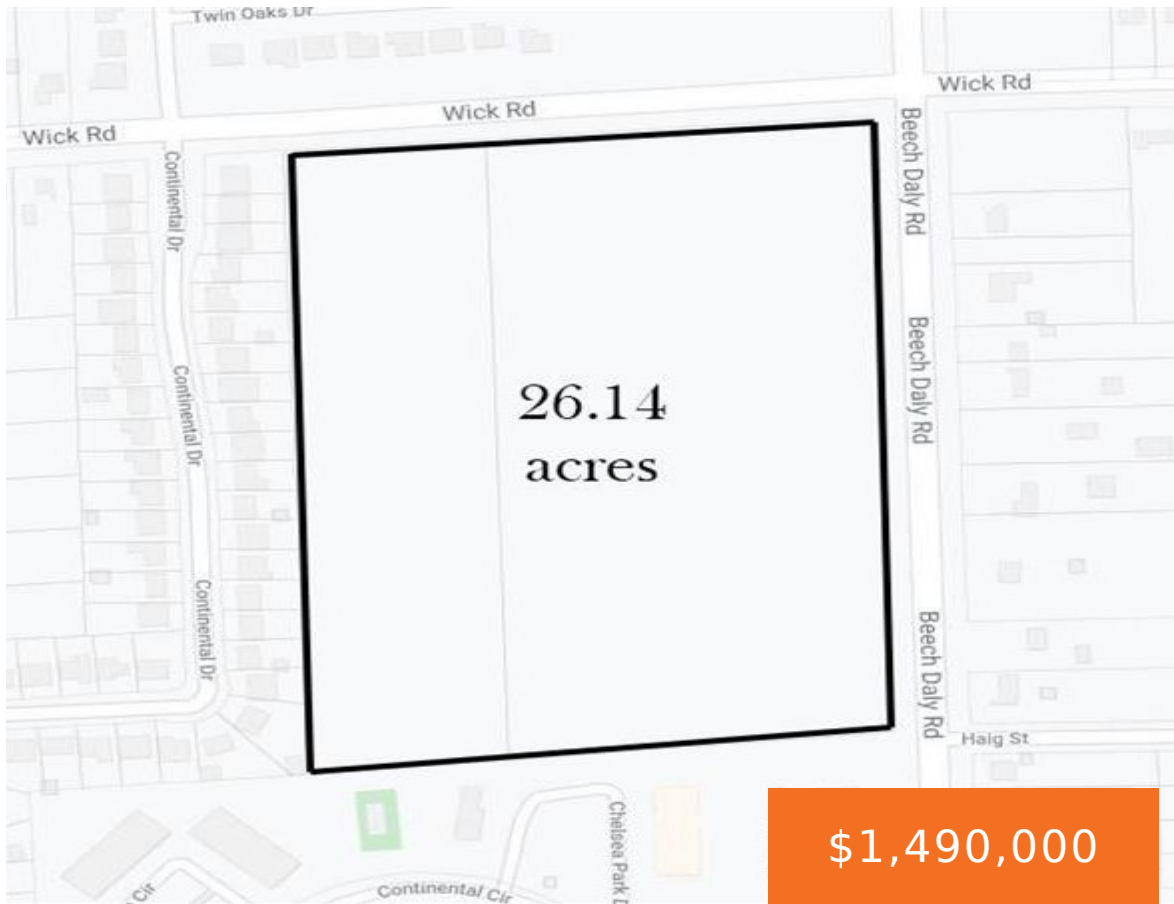 Twin Oaks Dr
Wick Rd
Wick Rd
Wick Rd
Beech Daly Rd
Continental Dr
Beech Daly Rd
Continental Dr
26.14
acres
Continental Dr
Beech Daly Rd
Haig St
Chelsea Park
$1,490,000
Continental Cir
Cir